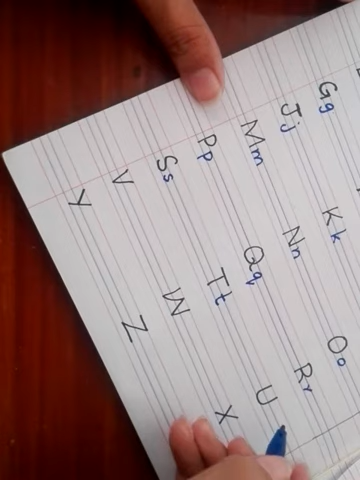 Gg
Jj Kk
Mm Nn Oo
Pp Qq Rr
Ss Tt U
V W X
Y Z